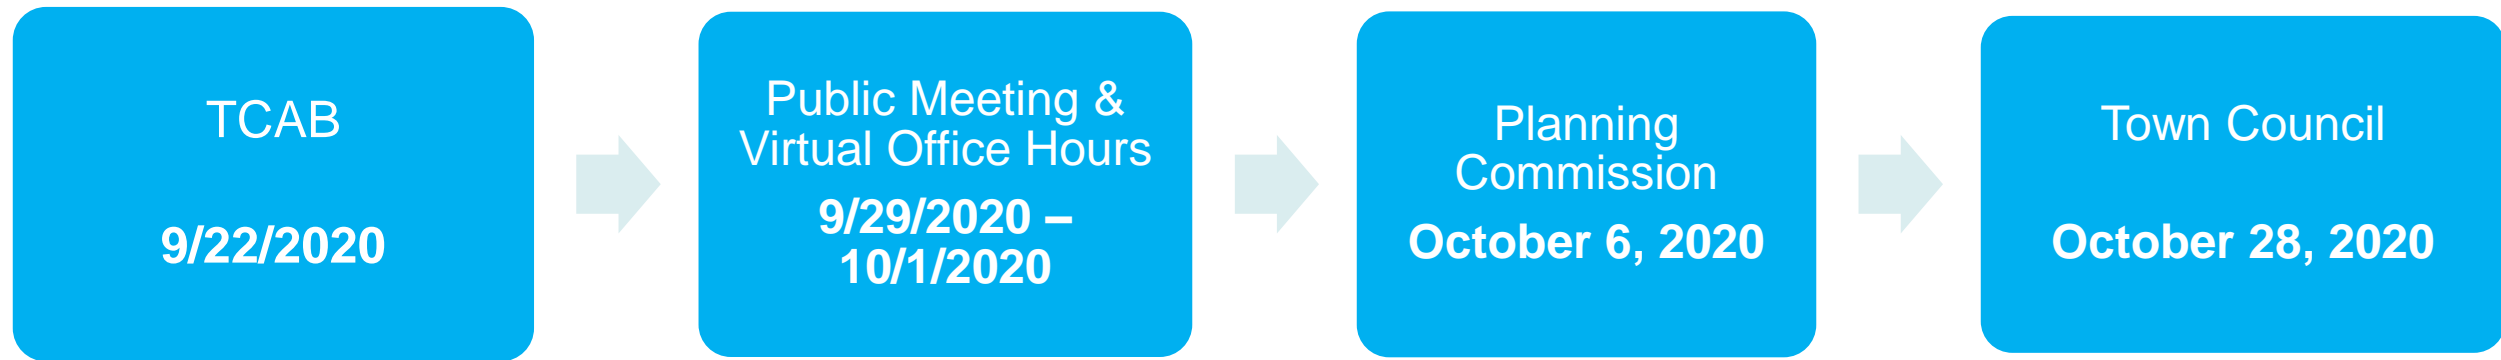 TCAB
9/22/2020
Public Meeting &
Virtual Office Hours
9/29/2020 –
10/1/2020
Planning
Commission
October 6, 2020
Town Council
October 28, 2020